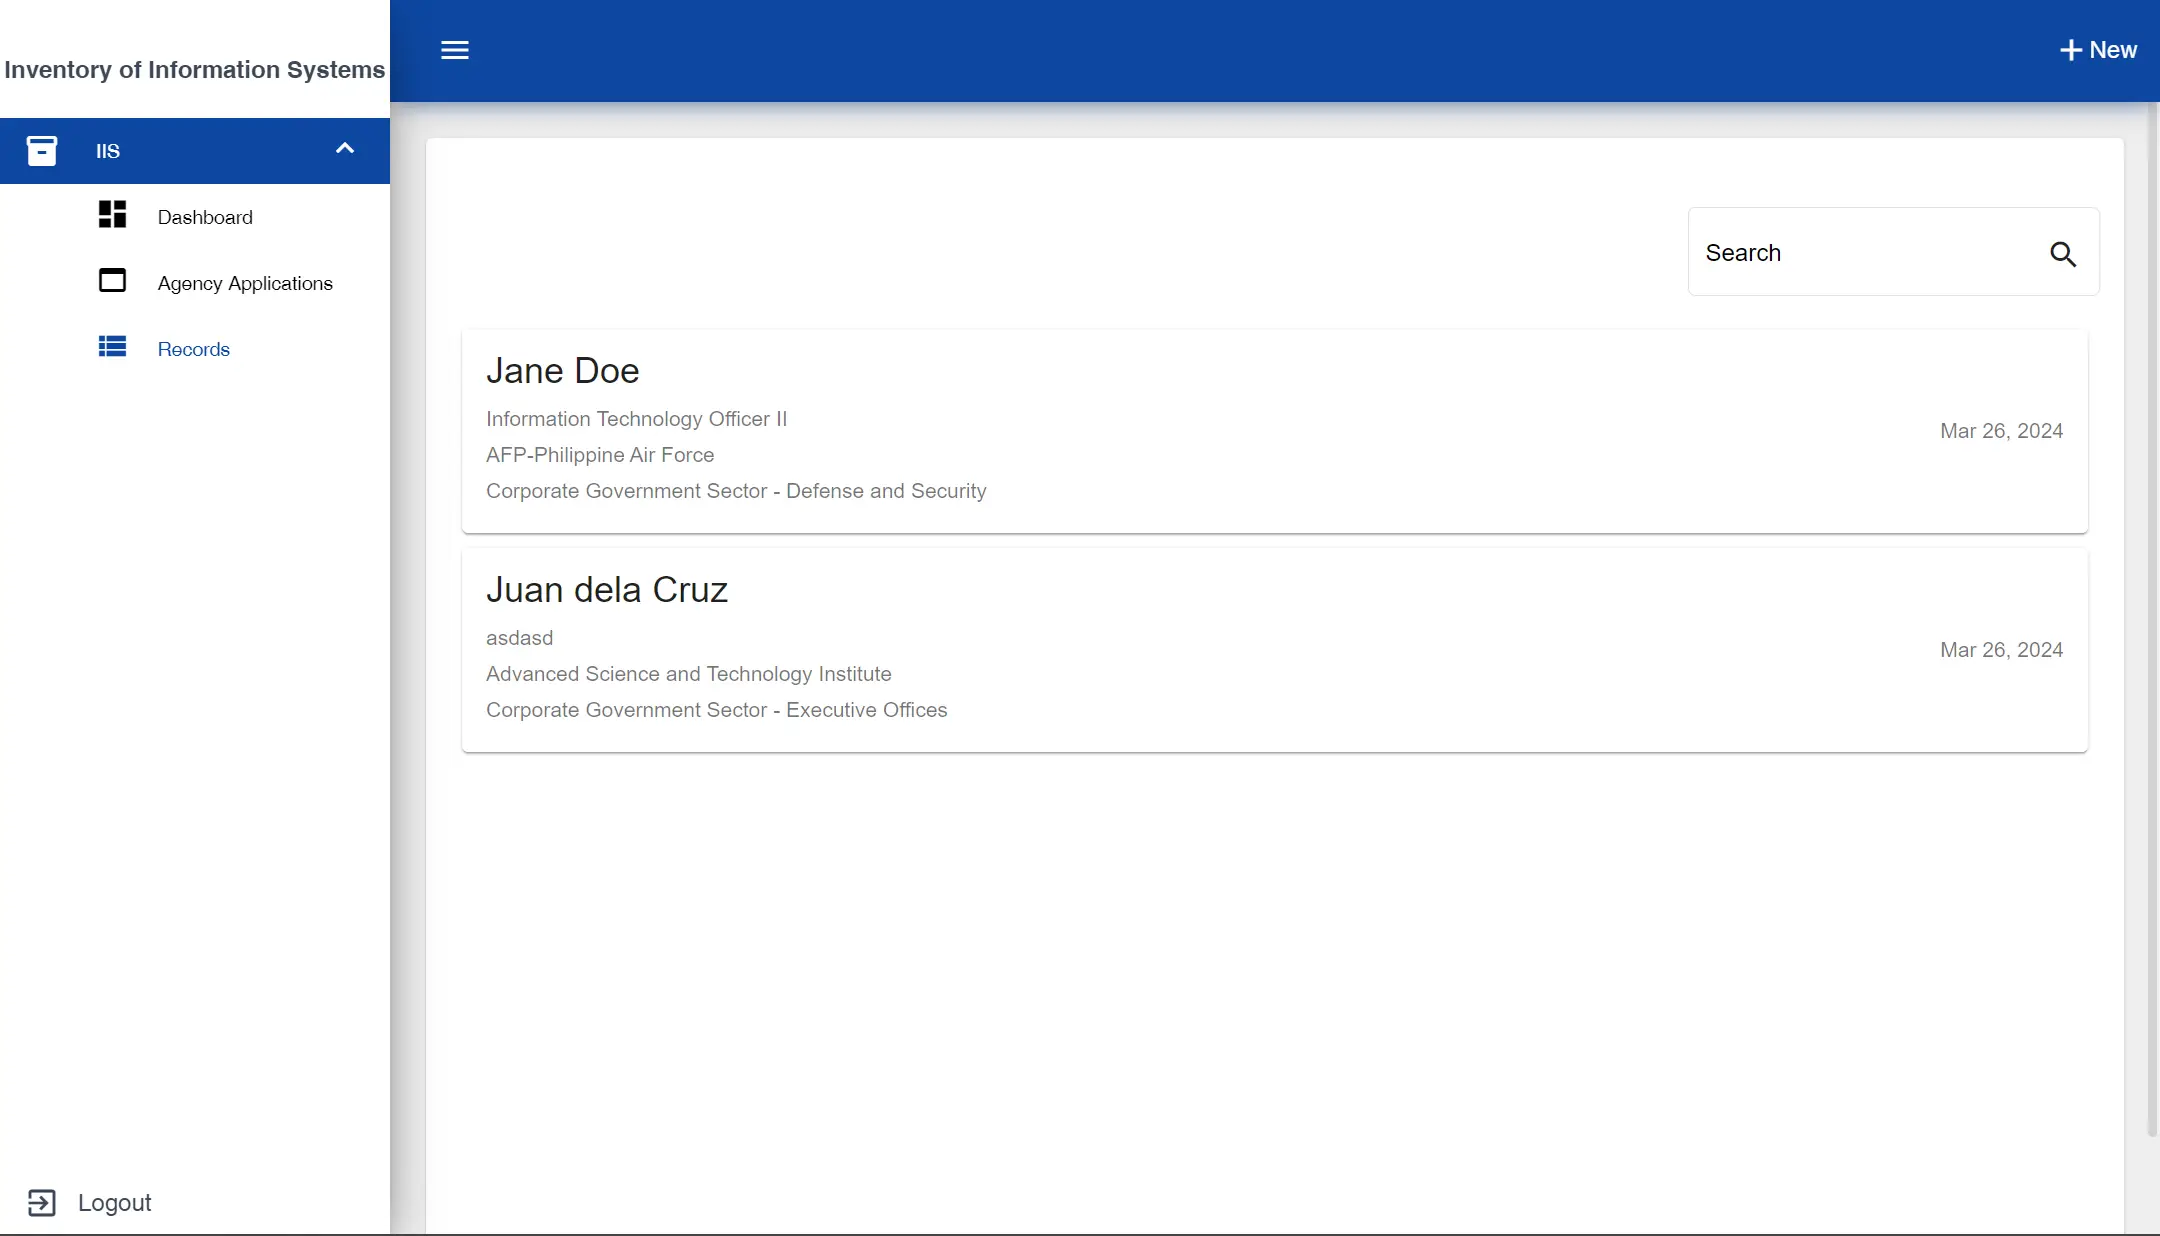 Inventory of Information Systems
New
IIS
Dashboard
Agency Applications
Records
Search
Jane Doe
Information Technology Officer II
AFP-Philippine Air Force
Corporate Government Sector - Defense and Security
Mar 26, 2024
Juan dela Cruz
asdasd
Advanced Science and Technology Institute
Corporate Government Sector - Executive Offices
Mar 26, 2024
Logout